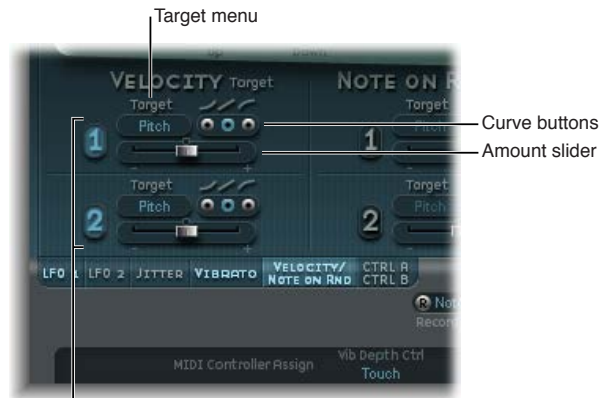 Target menu
Up Down
VELOCITY Target NOTE ON R
Target Target
1 Pitch 1 Pitch
Curve buttons
Amount slider
- + -
Target Target
2 Pitch 2 Pitch
- + -
LFO 1 LFO 2 JITTER VIBRATO VELOCITY/ NOTE ON RND CTRL A CTRL B
R Not
Record
MIDI Controller Assign Vib Depth Ctrl
Touch